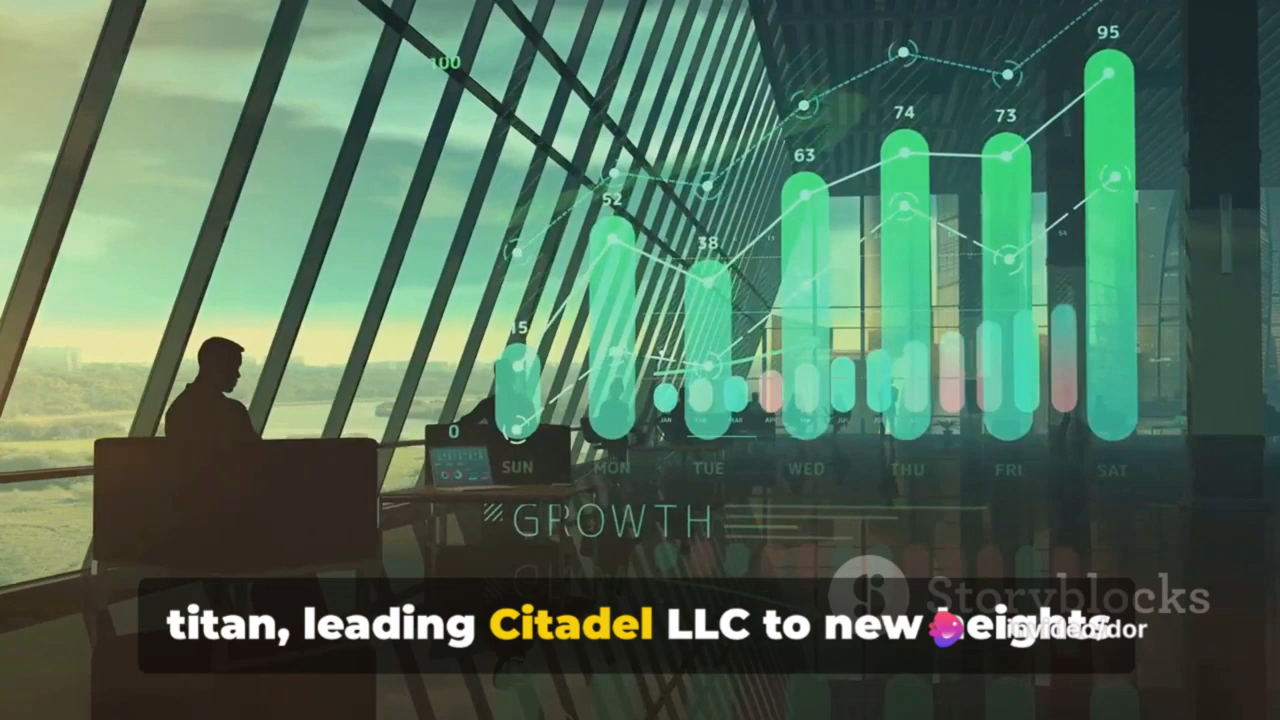 100
95
74
73
63
52
38
15
0
SUN MON TUE WED THU FRI SAT
GROWTH
Storyblocks
titan, leading Citadel LLC to new heights